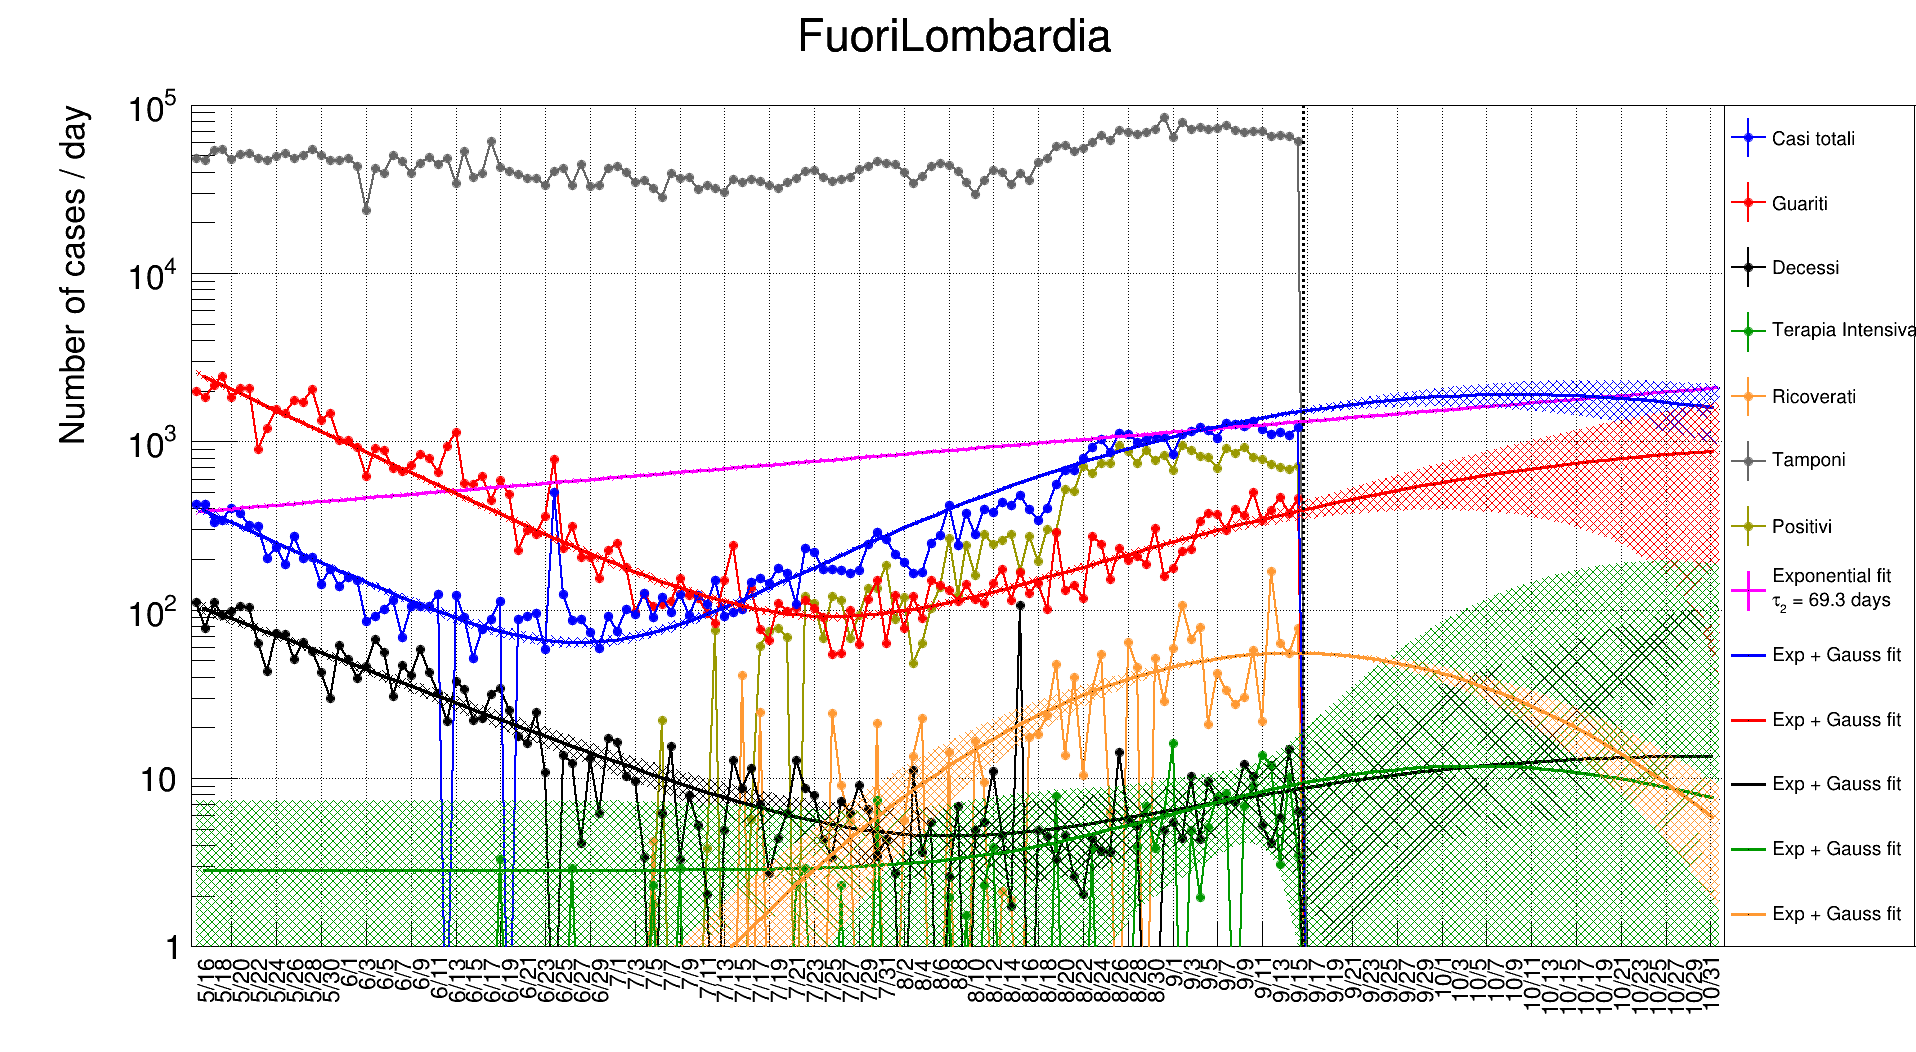 FuoriLombardia
Number of cases / day
10^5
10^4
10^3
10^2
10
1
5/16 5/18 5/20 5/22 5/24 5/26 5/28 5/30 6/1 6/3 6/5 6/7 6/9 6/11 6/13 6/15 6/17 6/19 6/21 6/23 6/25 6/27 6/29 7/1 7/3 7/5 7/7 7/9 7/11 7/13 7/15 7/17 7/19 7/21 7/23 7/25 7/27 7/29 7/31 8/2 8/4 8/6 8/8 8/10 8/12 8/14 8/16 8/18 8/20 8/22 8/24 8/26 8/28 8/30 9/1 9/3 9/5 9/7 9/9 9/11 9/13 9/15 9/17 9/19 9/21 9/23 9/25 9/27 9/29 10/1 10/3 10/5 10/7 10/9 10/11 10/13 10/15 10/17 10/19 10/21 10/23 10/25 10/27 10/29 10/31
Casi totali
Guariti
Decessi
Terapia Intensiva
Ricoverati
Tamponi
Positivi
Exponential fit
τ2 = 69.3 days
Exp + Gauss fit
Exp + Gauss fit
Exp + Gauss fit
Exp + Gauss fit
Exp + Gauss fit